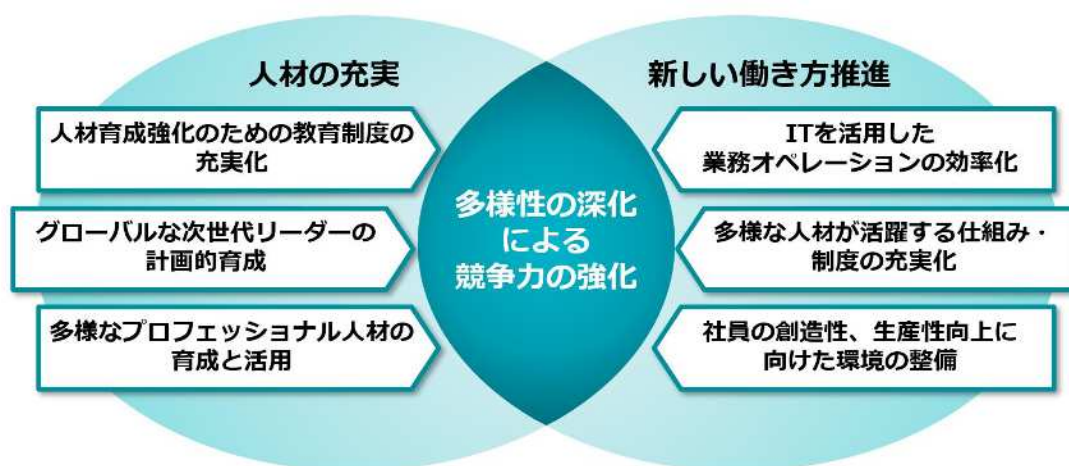 人材の充実
人材育成強化のための教育制度の
充実化
グローバルな次世代リーダーの
計画的育成
多様なプロフェッショナル人材の
育成と活用
多様性の深化
による
競争力の強化
新しい働き方推進
ITを活用した
業務オペレーションの効率化
多様な人材が活躍する仕組み・
制度の充実化
社員の創造性、生産性向上に
向けた環境の整備